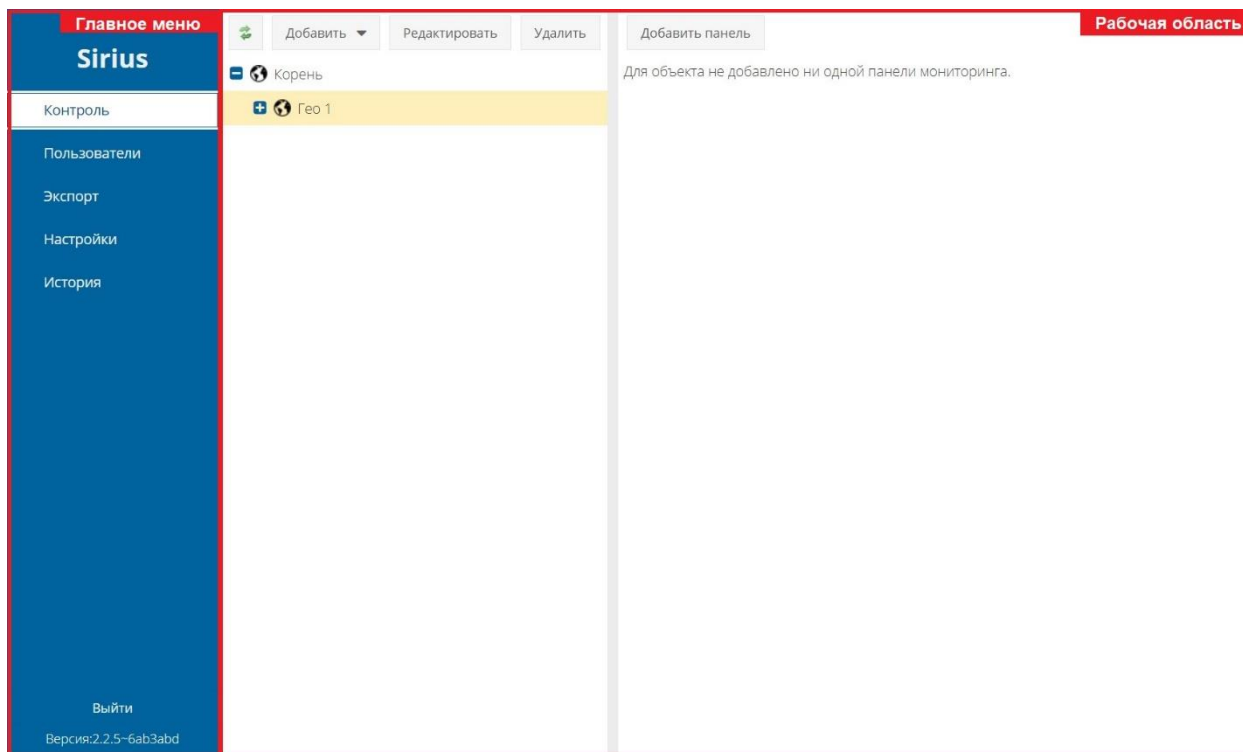 Главное меню
Sirius
Контроль
Пользователи
Экспорт
Настройки
История
Выйти
Версия:2.2.5~6ab3abd
Добавить
Редактировать
Удалить
Корень
Гео 1
Рабочая область
Добавить панель
Для объекта не добавлено ни одной панели мониторинга.